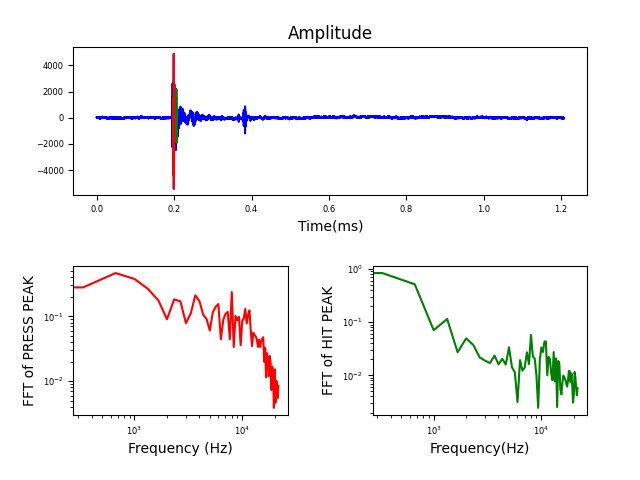 Amplitude
4000
2000
0
−2000
−4000
0.0 0.2 0.4 0.6 0.8 1.0 1.2
Time(ms)
FFT of PRESS PEAK
10⁻¹
10⁻²
10³ 10⁴
Frequency (Hz)
FFT of HIT PEAK
10⁰
10⁻¹
10⁻²
10³ 10⁴
Frequency(Hz)